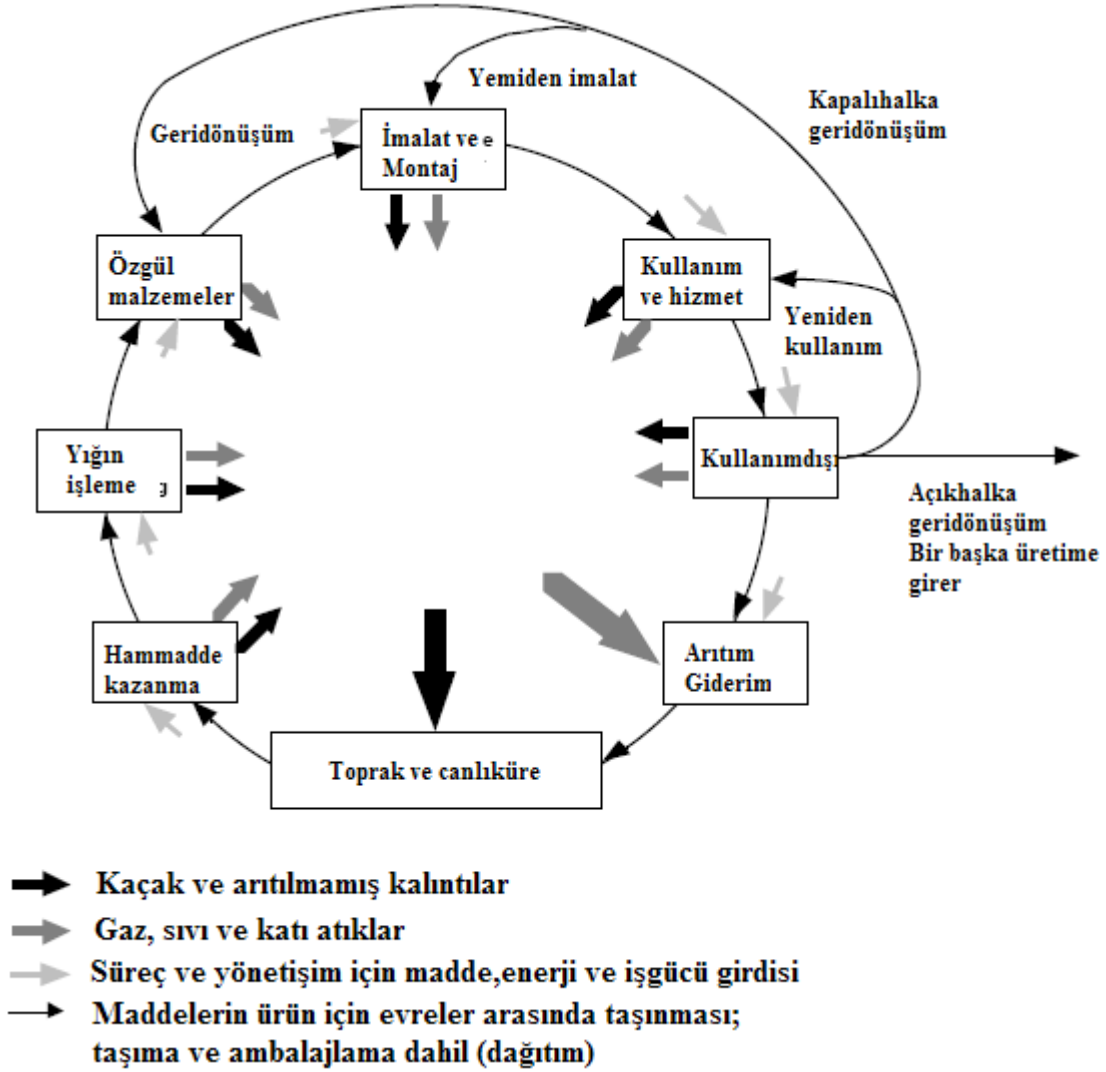 Yemiden imalat
Kapalıhalka
geridönüşüm
Geridönüşüm
İmalat ve e
Montaj
Özgül
malzemeler
Kullanım
ve hizmet
Yeniden
kullanım
Yığın
işleme g
Kullanımdışı
Açıkhalka
geridönüşüm
Bir başka üretime
girer
Hammadde
kazanma
Arıtım
Giderim
Toprak ve canlıküre
Kaçak ve arıtılmamış kalıntılar
Gaz, sıvı ve katı atıklar
Süreç ve yönetişim için madde,enerji ve işgücü girdisi
Maddelerin ürün için evreler arasında taşınması;
taşıma ve ambalajlama dahil (dağıtım)